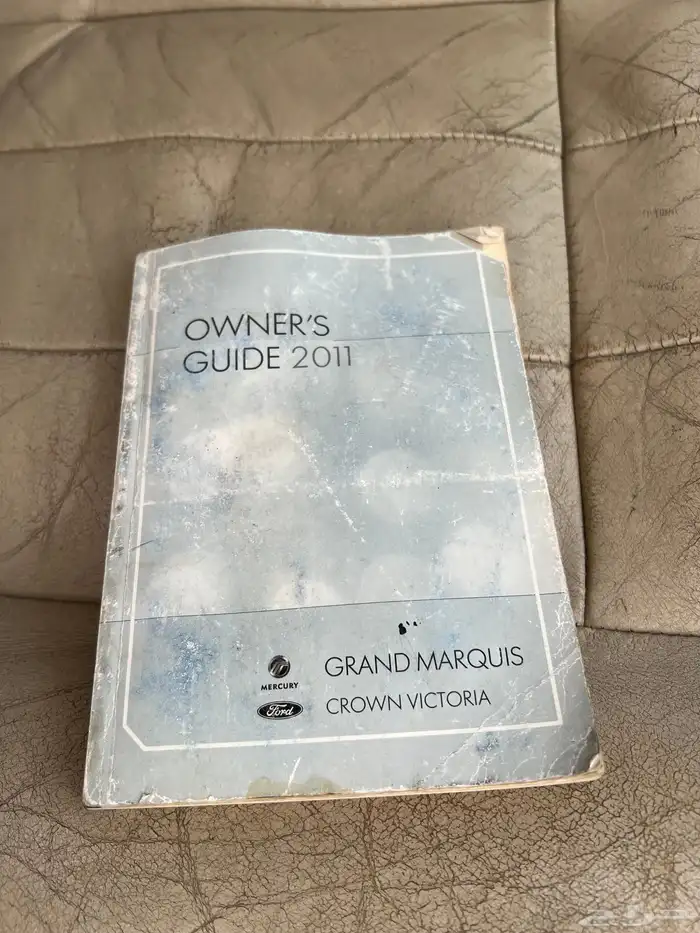 OWNER'S
GUIDE 2011
MERCURY
GRAND MARQUIS
Ford
CROWN VICTORIA